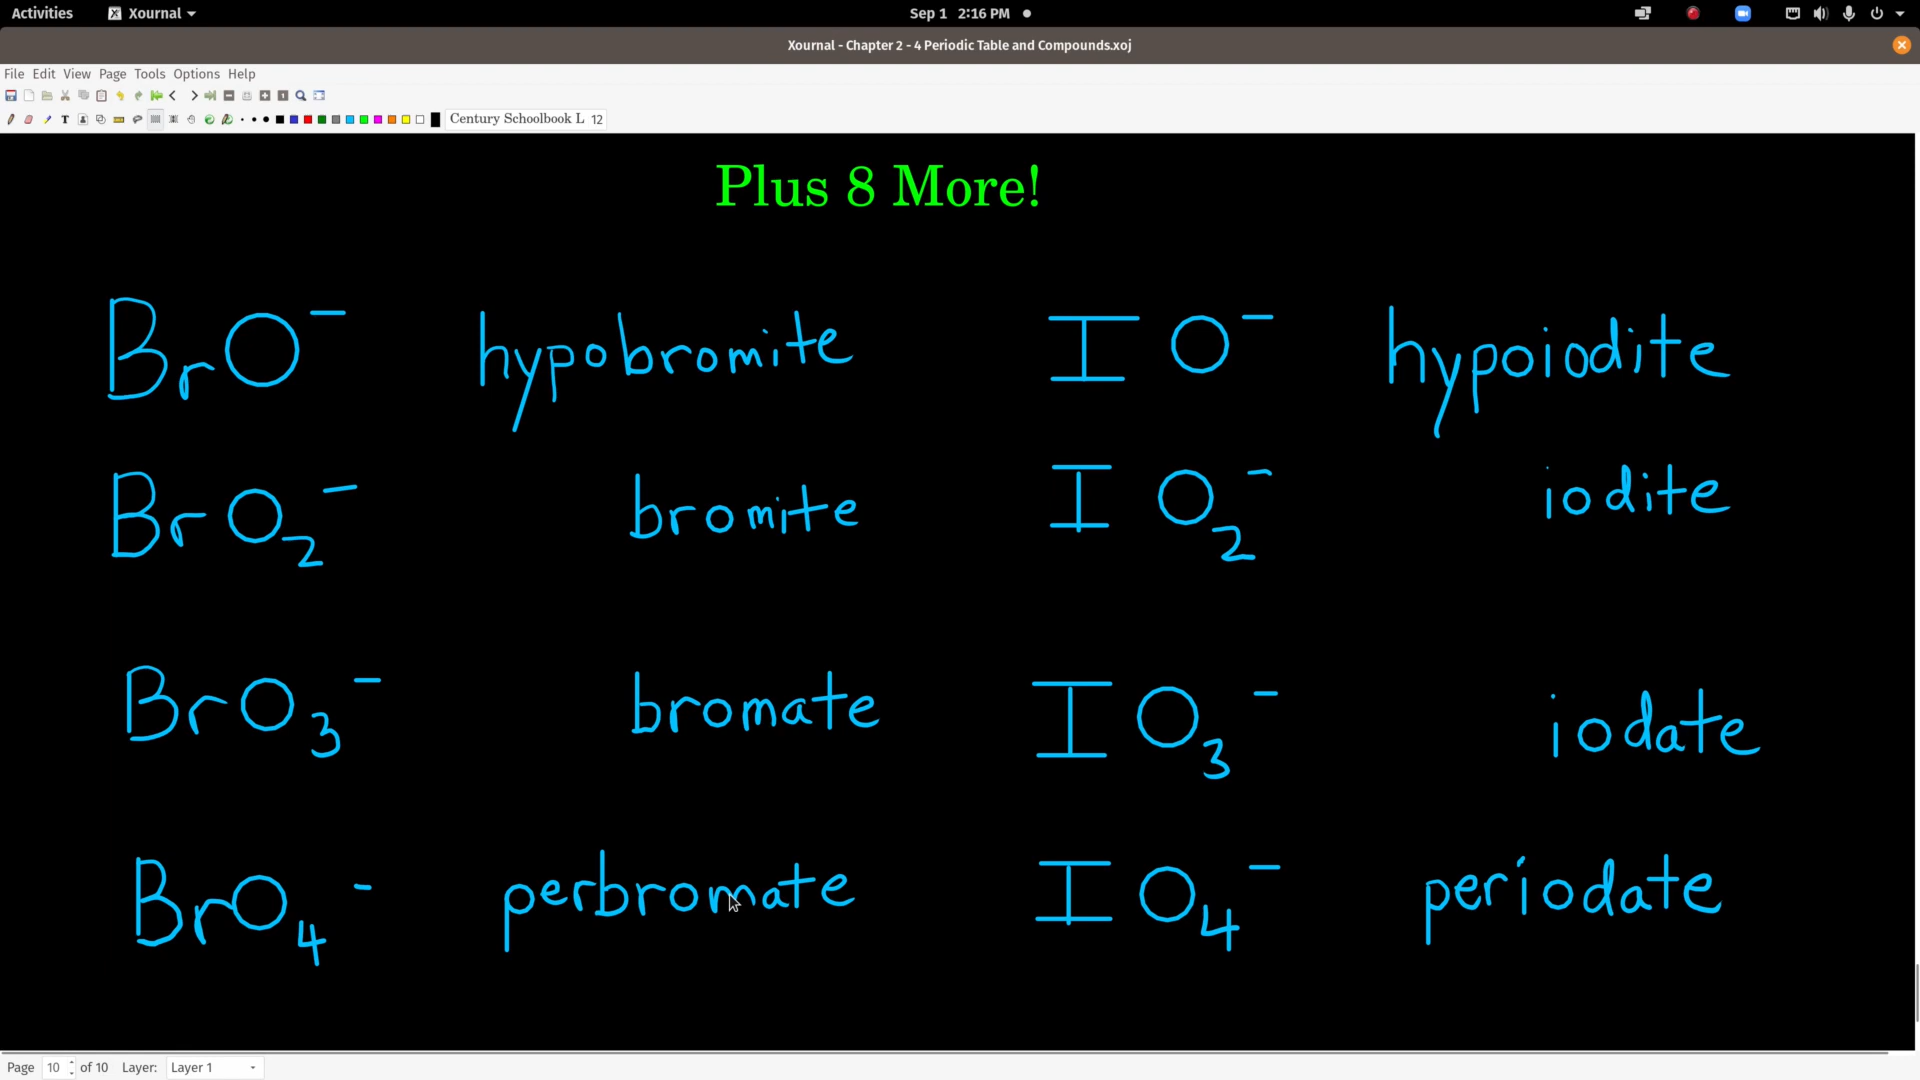 Activities Xournal Sep 1 2:16 PM
Xournal - Chapter 2 - 4 Periodic Table and Compounds.xoj
File Edit View Page Tools Options Help
Century Schoolbook L 12
Plus 8 More!
BrO⁻ hypobromite IO⁻ hypoiodite
BrO₂⁻ bromite IO₂⁻ iodite
BrO₃⁻ bromate IO₃⁻ iodate
BrO₄⁻ perbromate IO₄⁻ periodate
Page 10 of 10 Layer: Layer 1